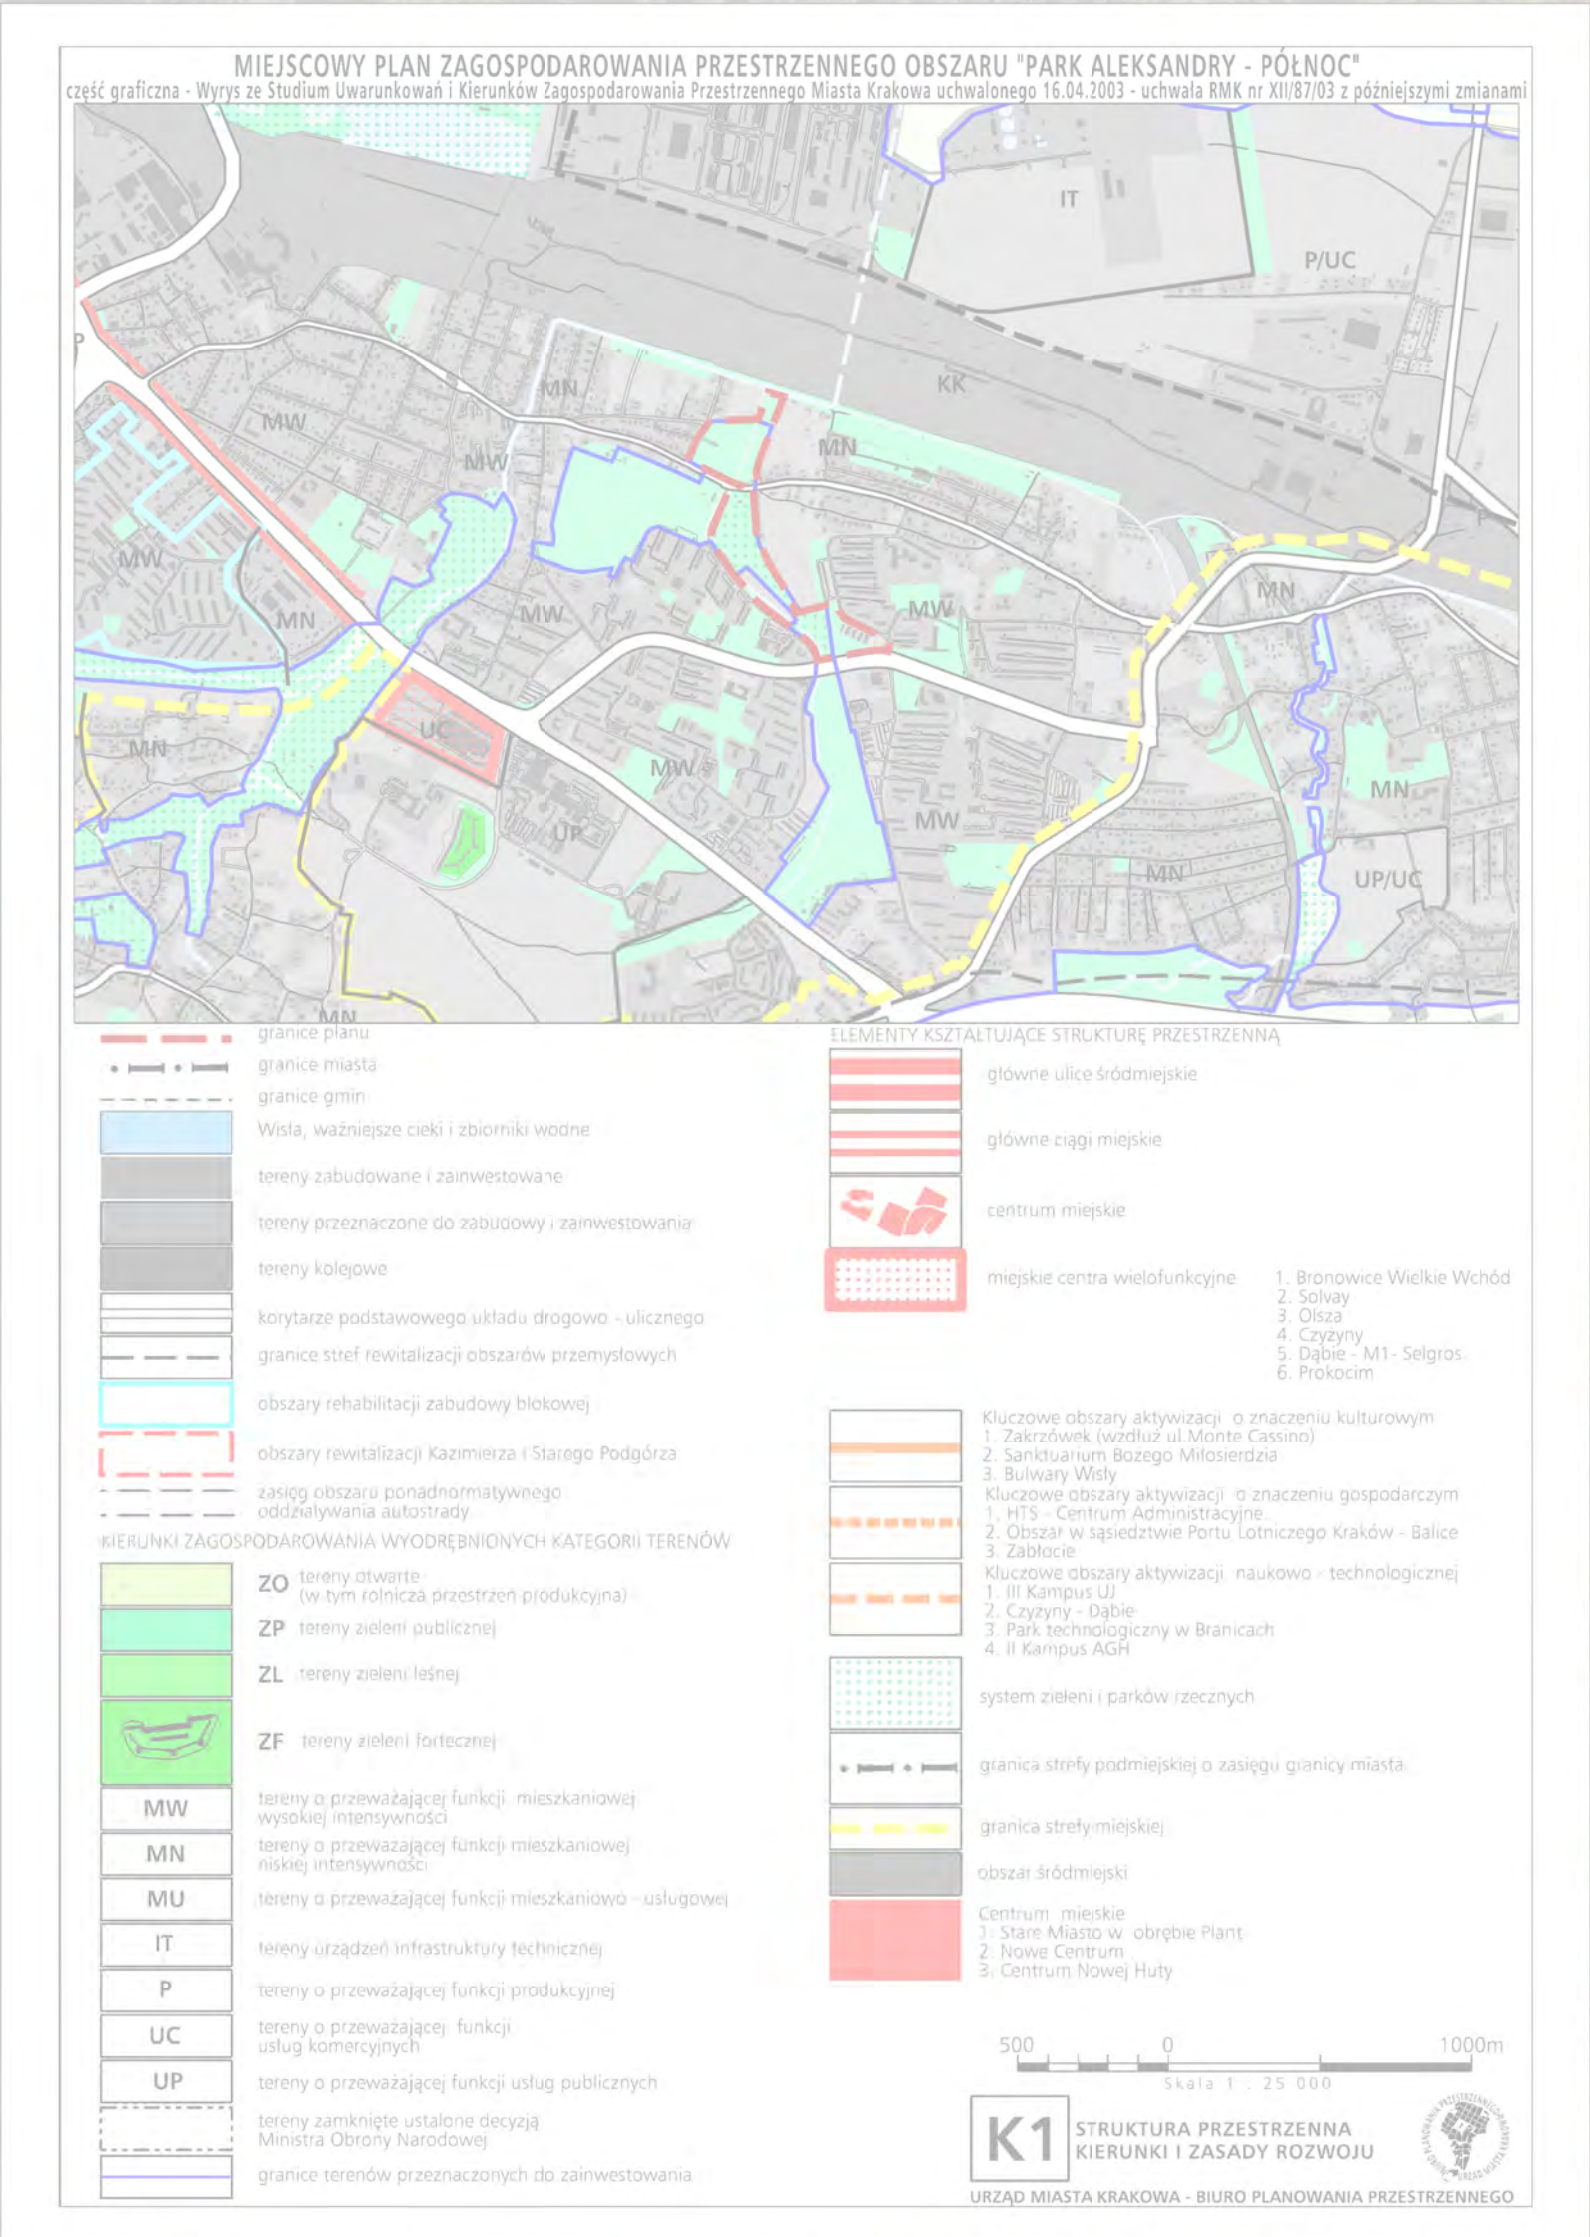 MIEJSCOWY PLAN ZAGOSPODAROWANIA PRZESTRZENNEGO OBSZARU "PARK ALEKSANDRY - PÓŁNOC"
część graficzna - Wyrys ze Studium Uwarunkowań i Kierunków Zagospodarowania Przestrzennego Miasta Krakowa uchwalonego 16.04.2003 - uchwała RMK nr XII/87/03 z późniejszymi zmianami
IT
P/UC
P
MN
KK
MW
MN
MW
P
MW
MN
MN
MW
MW
UC
MN
MW
MN
UP
MW
MN
UP/UC
MN
granice planu
granice miasta
granice gmin
Wisła, ważniejsze cieki i zbiorniki wodne
tereny zabudowane i zainwestowane
tereny przeznaczone do zabudowy i zainwestowania
tereny kolejowe
korytarze podstawowego układu drogowo - ulicznego
granice stref rewitalizacji obszarów przemysłowych
obszary rehabilitacji zabudowy blokowej
obszary rewitalizacji Kazimierza i Starego Podgórza
zasięg obszaru ponadnormatywnego
oddziaływania autostrady
KIERUNKI ZAGOSPODAROWANIA WYODRĘBNIONYCH KATEGORII TERENÓW
ZO tereny otwarte
(w tym rolnicza przestrzeń produkcyjna)
ZP tereny zieleni publicznej
ZL tereny zieleni leśnej
ZF tereny zieleni fortecznej
MW tereny o przeważającej funkcji mieszkaniowej
wysokiej intensywności
MN tereny o przeważającej funkcji mieszkaniowej
niskiej intensywności
MU tereny o przeważającej funkcji mieszkaniowo - usługowej
IT tereny urządzeń infrastruktury technicznej
P tereny o przeważającej funkcji produkcyjnej
UC tereny o przeważającej funkcji
usług komercyjnych
UP tereny o przeważającej funkcji usług publicznych
tereny zamknięte ustalone decyzją
Ministra Obrony Narodowej
granice terenów przeznaczonych do zainwestowania
ELEMENTY KSZTAŁTUJĄCE STRUKTURĘ PRZESTRZENNĄ
główne ulice śródmiejskie
główne ciągi miejskie
centrum miejskie
miejskie centra wielofunkcyjne
1. Bronowice Wielkie Wchód
2. Solvay
3. Olsza
4. Czyżyny
5. Dąbie - M1- Selgros
6. Prokocim
Kluczowe obszary aktywizacji o znaczeniu kulturowym
1. Zakrzówek (wzdłuż ul.Monte Cassino)
2. Sanktuarium Bożego Miłosierdzia
3. Bulwary Wisły
Kluczowe obszary aktywizacji o znaczeniu gospodarczym
1. HTS - Centrum Administracyjne
2. Obszar w sąsiedztwie Portu Lotniczego Kraków - Balice
3. Zabłocie
Kluczowe obszary aktywizacji naukowo - technologicznej
1. III Kampus UJ
2. Czyżyny - Dąbie
3. Park technologiczny w Branicach
4. II Kampus AGH
system zieleni i parków rzecznych
granica strefy podmiejskiej o zasięgu granicy miasta
granica strefy miejskiej
obszar śródmiejski
Centrum miejskie
1. Stare Miasto w obrębie Plant
2. Nowe Centrum
3. Centrum Nowej Huty
500 0 1000m
Skala 1 : 25 000
K1 STRUKTURA PRZESTRZENNA
KIERUNKI I ZASADY ROZWOJU
URZĄD MIASTA KRAKOWA - BIURO PLANOWANIA PRZESTRZENNEGO